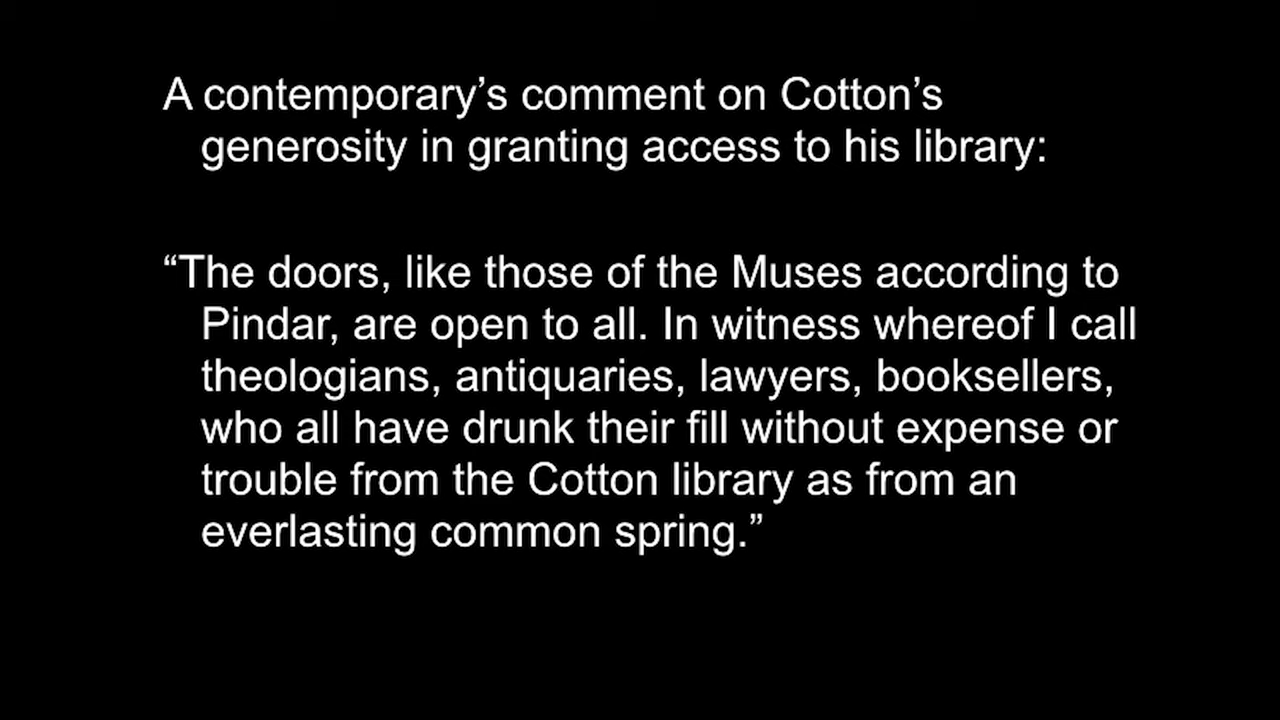 A contemporary’s comment on Cotton’s
generosity in granting access to his library:
“The doors, like those of the Muses according to
Pindar, are open to all. In witness whereof I call
theologians, antiquaries, lawyers, booksellers,
who all have drunk their fill without expense or
trouble from the Cotton library as from an
everlasting common spring.”